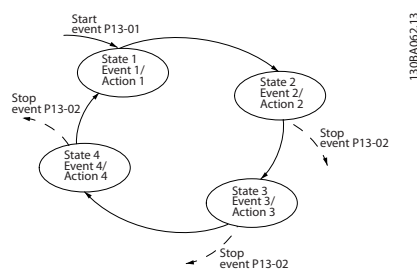 Start
event P13-01
State 1
Event 1/
Action 1
State 2
Event 2/
Action 2
Stop
event P13-02
State 3
Event 3/
Action 3
Stop
event P13-02
State 4
Event 4/
Action 4
Stop
event P13-02
130BA062.13